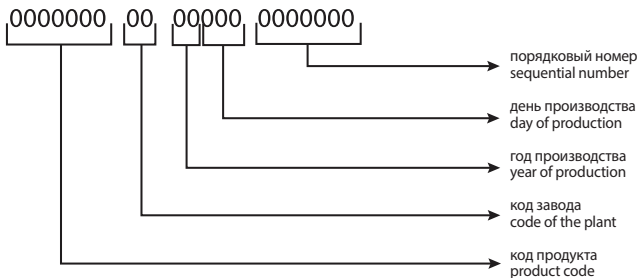 0000000 00 00000 0000000
порядковый номер
sequential number
день производства
day of production
год производства
year of production
код завода
code of the plant
код продукта
product code